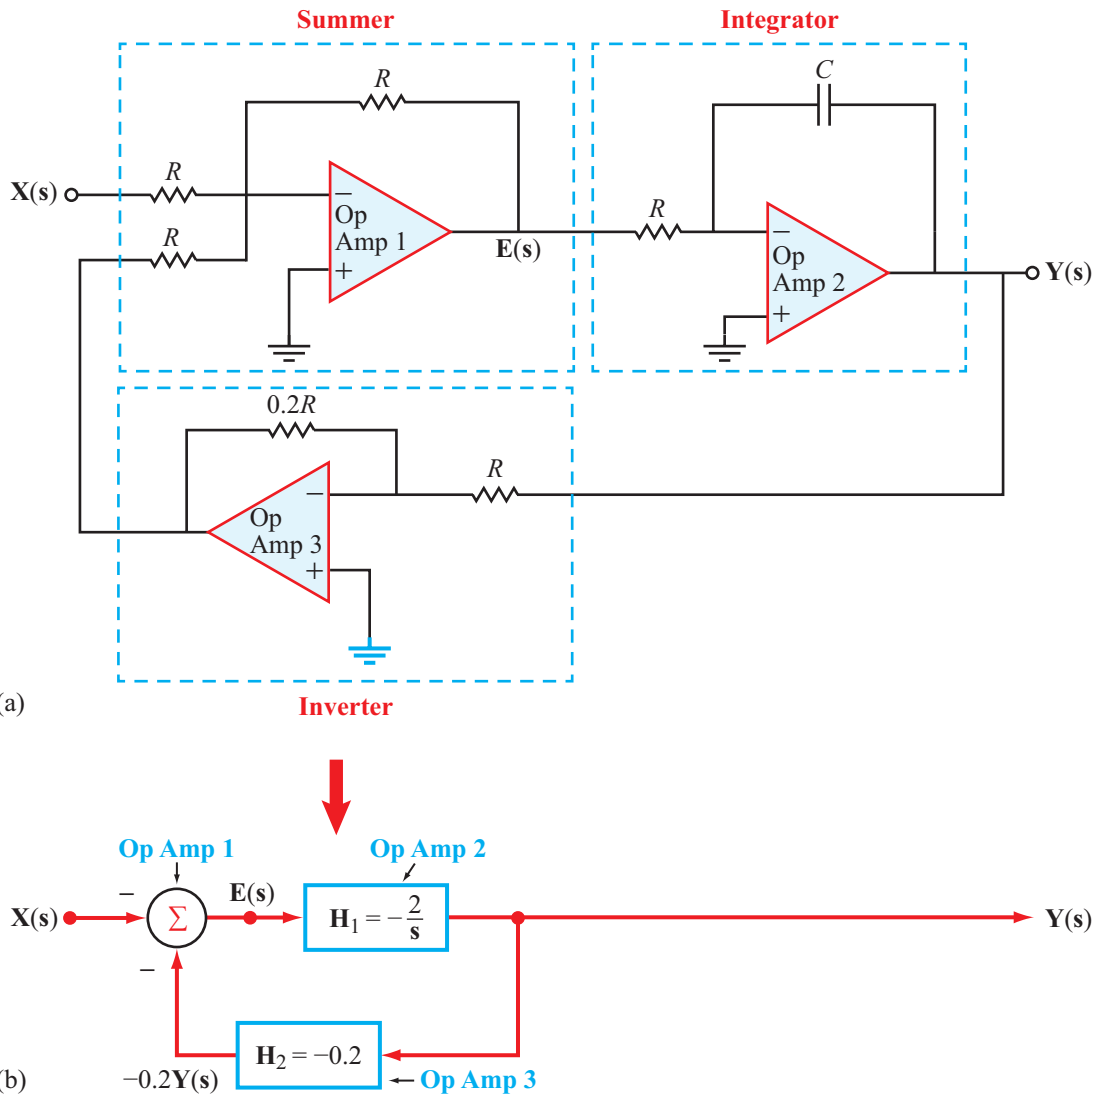 Summer
Integrator
R
C
X(s)
R
−
Op
Amp 1
+
R
E(s)
R
−
Op
Amp 2
+
Y(s)
0.2R
R
−
Op
Amp 3
+
(a)
Inverter
Op Amp 1
Op Amp 2
−
E(s)
X(s)
Σ
H₁ = −2/s
Y(s)
−
H₂ = −0.2
(b)
−0.2Y(s)
Op Amp 3